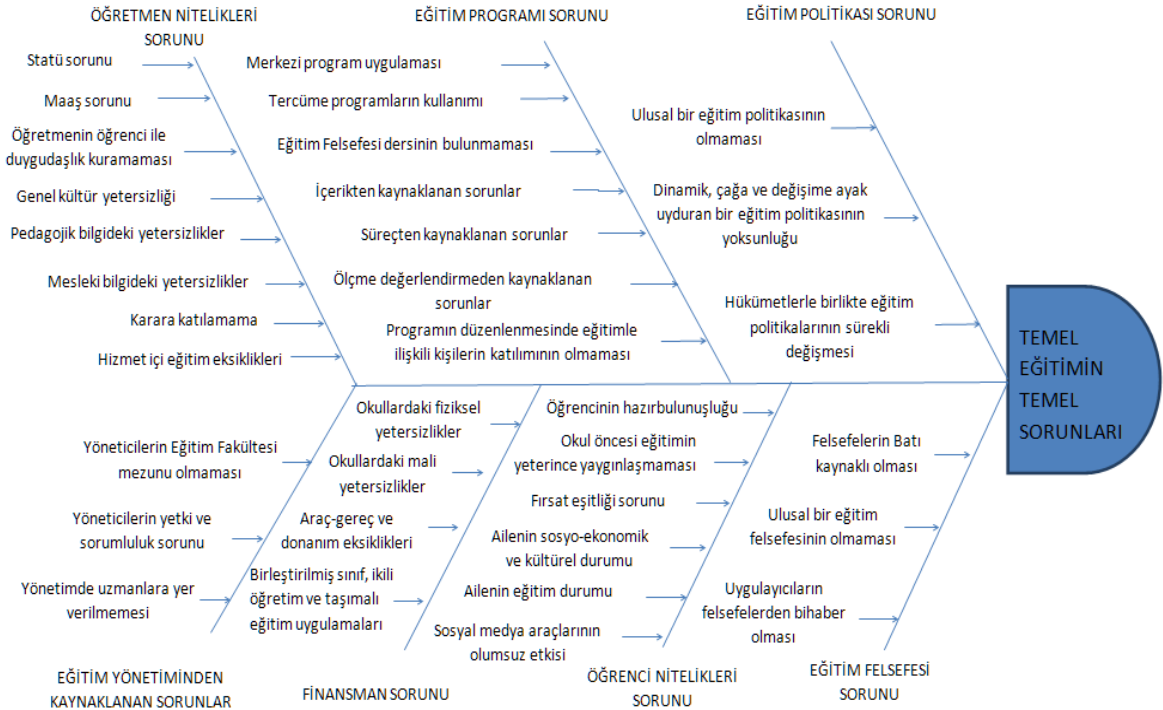 ÖĞRETMEN NİTELİKLERİ
SORUNU
Statü sorunu
Maaş sorunu
Öğretmenin öğrenci ile
duygudaşlık kuramaması
Genel kültür yetersizliği
Pedagojik bilgideki yetersizlikler
Mesleki bilgideki yetersizlikler
Karara katılamama
Hizmet içi eğitim eksiklikleri
EĞİTİM PROGRAMI SORUNU
Merkezi program uygulaması
Tercüme programların kullanımı
Eğitim Felsefesi dersinin bulunmaması
İçerikten kaynaklanan sorunlar
Süreçten kaynaklanan sorunlar
Ölçme değerlendirmeden kaynaklanan
sorunlar
Programın düzenlenmesinde eğitimle
ilişkili kişilerin katılımının olmaması
EĞİTİM POLİTİKASI SORUNU
Ulusal bir eğitim politikasının
olmaması
Dinamik, çağa ve değişime ayak
uyduran bir eğitim politikasının
yoksunluğu
Hükümetlerle birlikte eğitim
politikalarının sürekli
değişmesi
TEMEL
EĞİTİMİN
TEMEL
SORUNLARI
Yöneticilerin Eğitim Fakültesi
mezunu olmaması
Yöneticilerin yetki ve
sorumluluk sorunu
Yönetimde uzmanlara yer
verilmemesi
EĞİTİM YÖNETİMİNDEN
KAYNAKLANAN SORUNLAR
Okullardaki fiziksel
yetersizlikler
Okullardaki mali
yetersizlikler
Araç-gereç ve
donanım eksiklikleri
Birleştirilmiş sınıf, ikili
öğretim ve taşımalı
eğitim uygulamaları
FİNANSMAN SORUNU
Öğrencinin hazırbulunuşluğu
Okul öncesi eğitimin
yeterince yaygınlaşmaması
Fırsat eşitliği sorunu
Ailenin sosyo-ekonomik
ve kültürel durumu
Ailenin eğitim durumu
Sosyal medya araçlarının
olumsuz etkisi
ÖĞRENCİ NİTELİKLERİ
SORUNU
Felsefelerin Batı
kaynaklı olması
Ulusal bir eğitim
felsefesinin olmaması
Uygulayıcıların
felsefelerden bihaber
olması
EĞİTİM FELSEFESİ
SORUNU